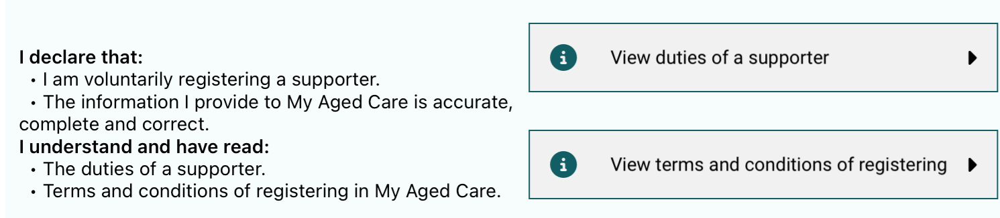 I declare that:
• I am voluntarily registering a supporter.
• The information I provide to My Aged Care is accurate,
complete and correct.
I understand and have read:
• The duties of a supporter.
• Terms and conditions of registering in My Aged Care.
View duties of a supporter
View terms and conditions of registering